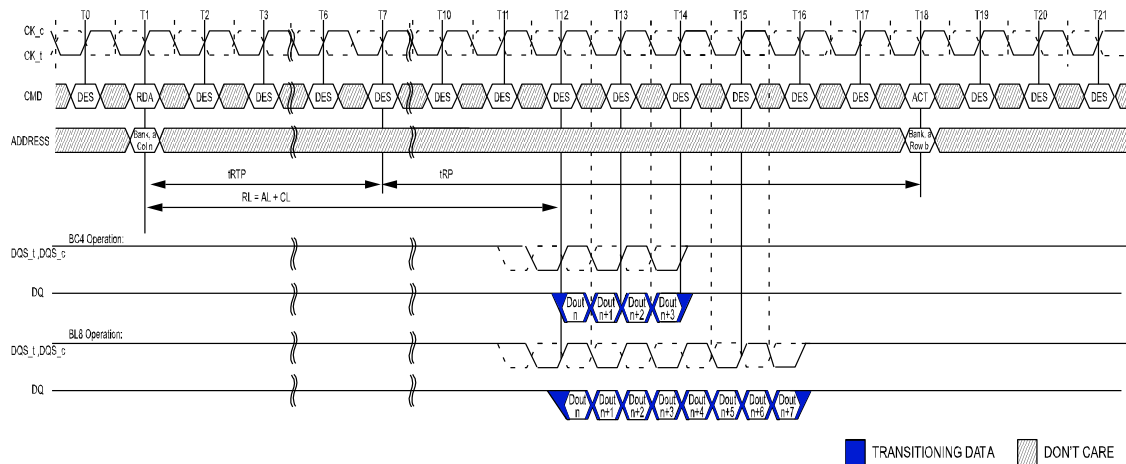 T0 T1 T2 T3 T6 T7 T10 T11 T12 T13 T14 T15 T16 T17 T18 T19 T20 T21
CK_c
CK_t
CMD DES RDA DES DES DES DES DES DES DES DES DES DES DES DES ACT DES DES DES
ADDRESS Bank, a Bank, a
Col n Row b
tRTP tRP
RL = AL + CL
BC4 Operation:
DQS_t ,DQS_c
DQ Dout Dout Dout Dout
n n+1 n+2 n+3
BL8 Operation:
DQS_t ,DQS_c
DQ Dout Dout Dout Dout Dout Dout Dout Dout
n n+1 n+2 n+3 n+4 n+5 n+6 n+7
TRANSITIONING DATA DON'T CARE